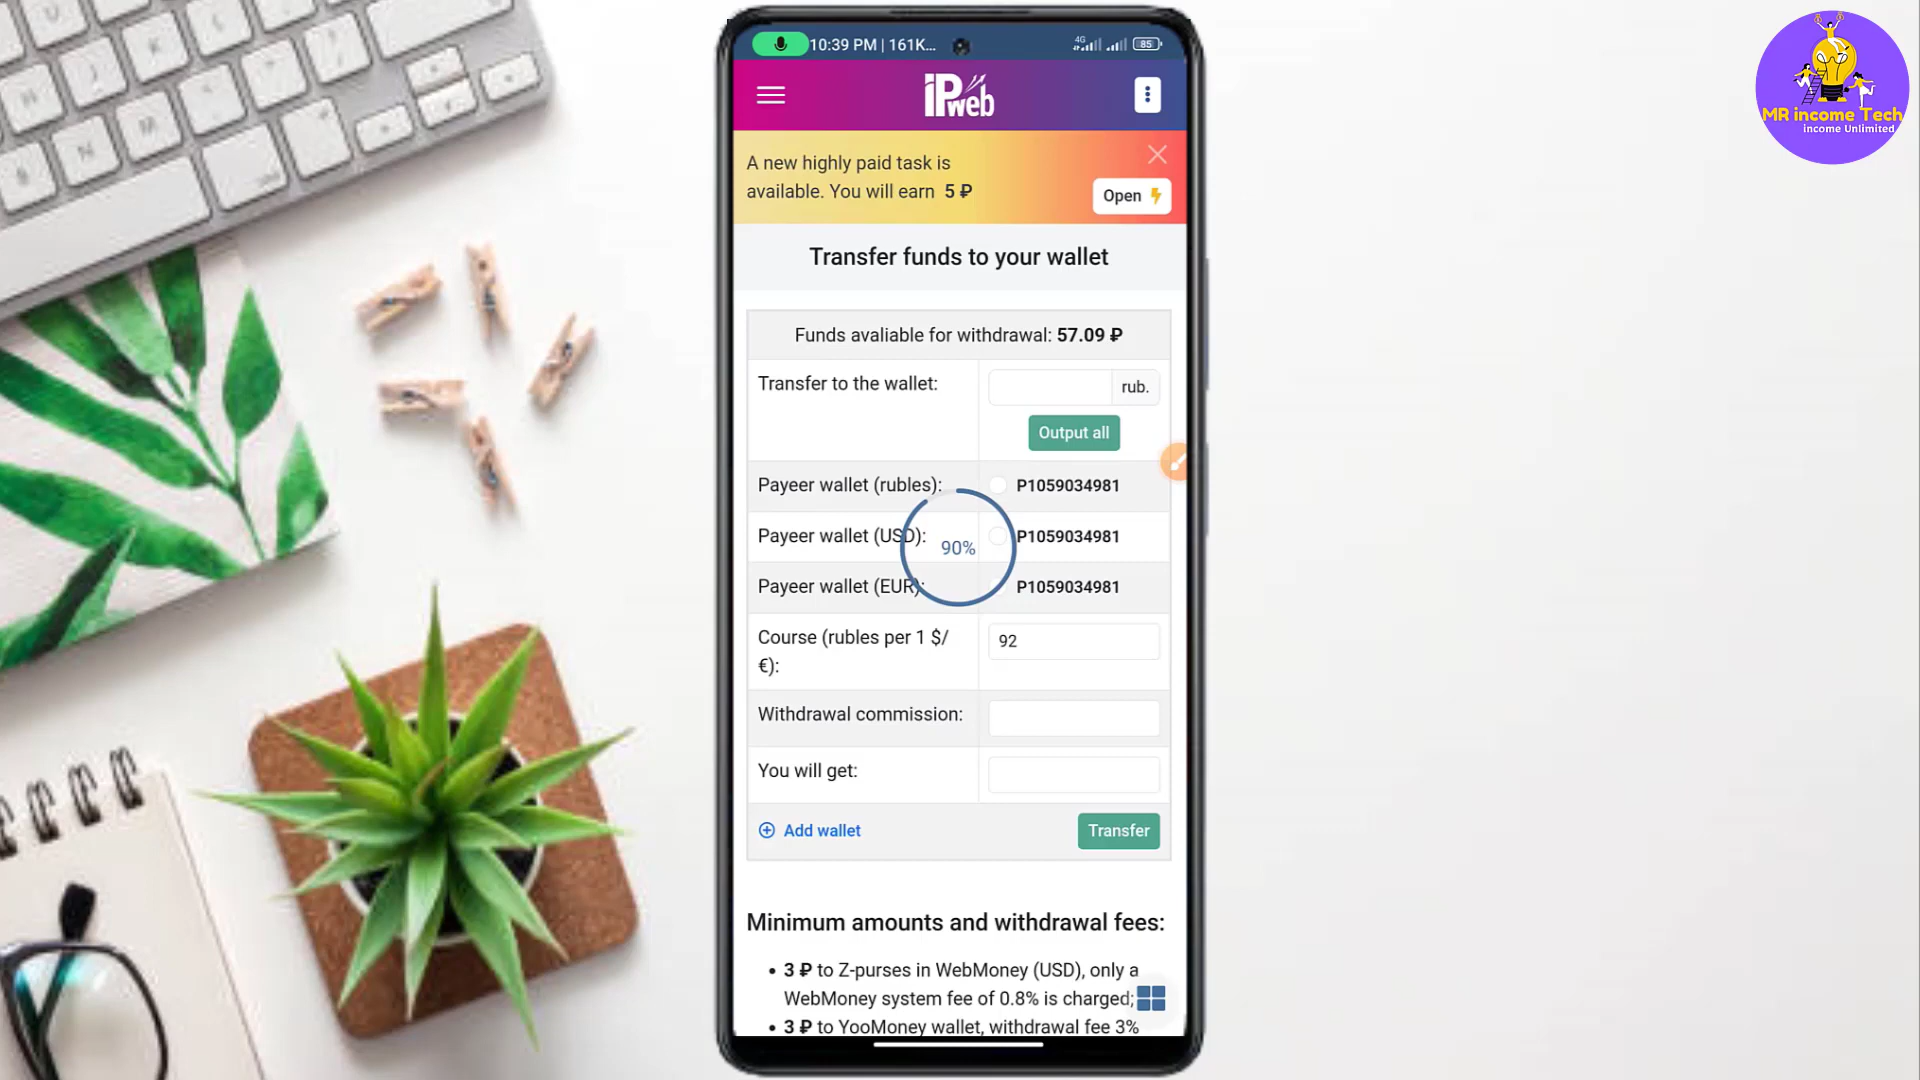 10:39 PM | 161K...
4G
85
iPweb
MR income Tech
income Unlimited
A new highly paid task is
available. You will earn 5 ₽
Open
Transfer funds to your wallet
Funds avaliable for withdrawal: 57.09 ₽
Transfer to the wallet:
rub.
Output all
Payeer wallet (rubles): P1059034981
Payeer wallet (USD): P1059034981
90%
Payeer wallet (EUR): P1059034981
Course (rubles per 1 $/
€):
92
Withdrawal commission:
You will get:
Add wallet
Transfer
Minimum amounts and withdrawal fees:
• 3 ₽ to Z-purses in WebMoney (USD), only a
WebMoney system fee of 0.8% is charged;
• 3 ₽ to YooMoney wallet, withdrawal fee 3%